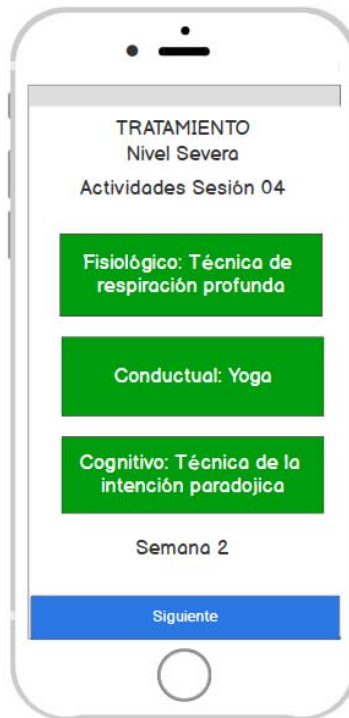 TRATAMIENTO
Nivel Severa
Actividades Sesión 04
Fisiológico: Técnica de
respiración profunda
Conductual: Yoga
Cognitivo: Técnica de la
intención paradojica
Semana 2
Siguiente